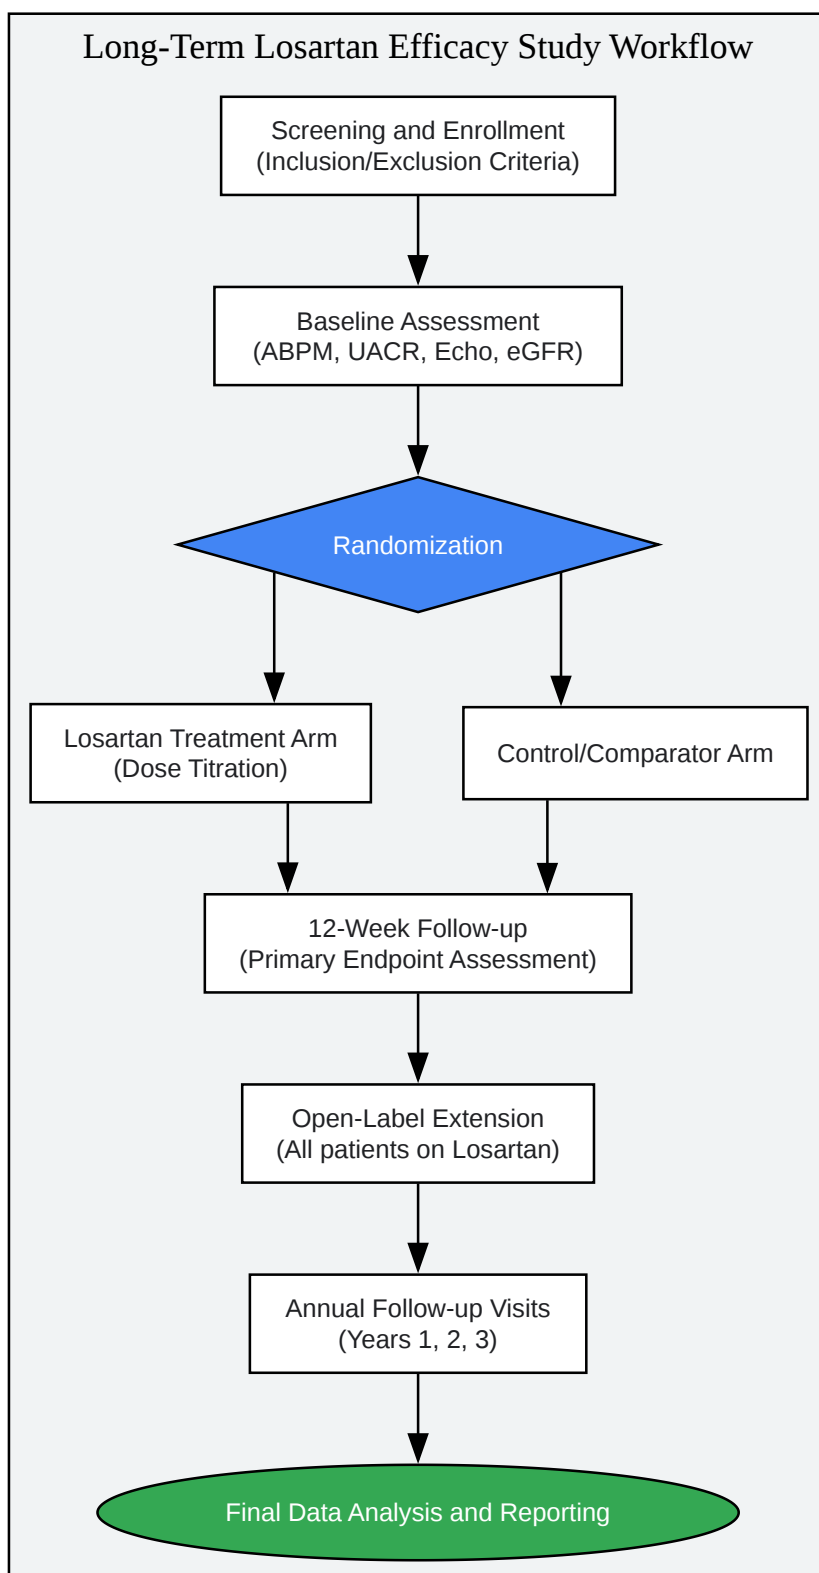 Long-Term Losartan Efficacy Study Workflow
Screening and Enrollment
(Inclusion/Exclusion Criteria)
Baseline Assessment
(ABPM, UACR, Echo, eGFR)
Randomization
Losartan Treatment Arm
(Dose Titration)
Control/Comparator Arm
12-Week Follow-up
(Primary Endpoint Assessment)
Open-Label Extension
(All patients on Losartan)
Annual Follow-up Visits
(Years 1, 2, 3)
Final Data Analysis and Reporting